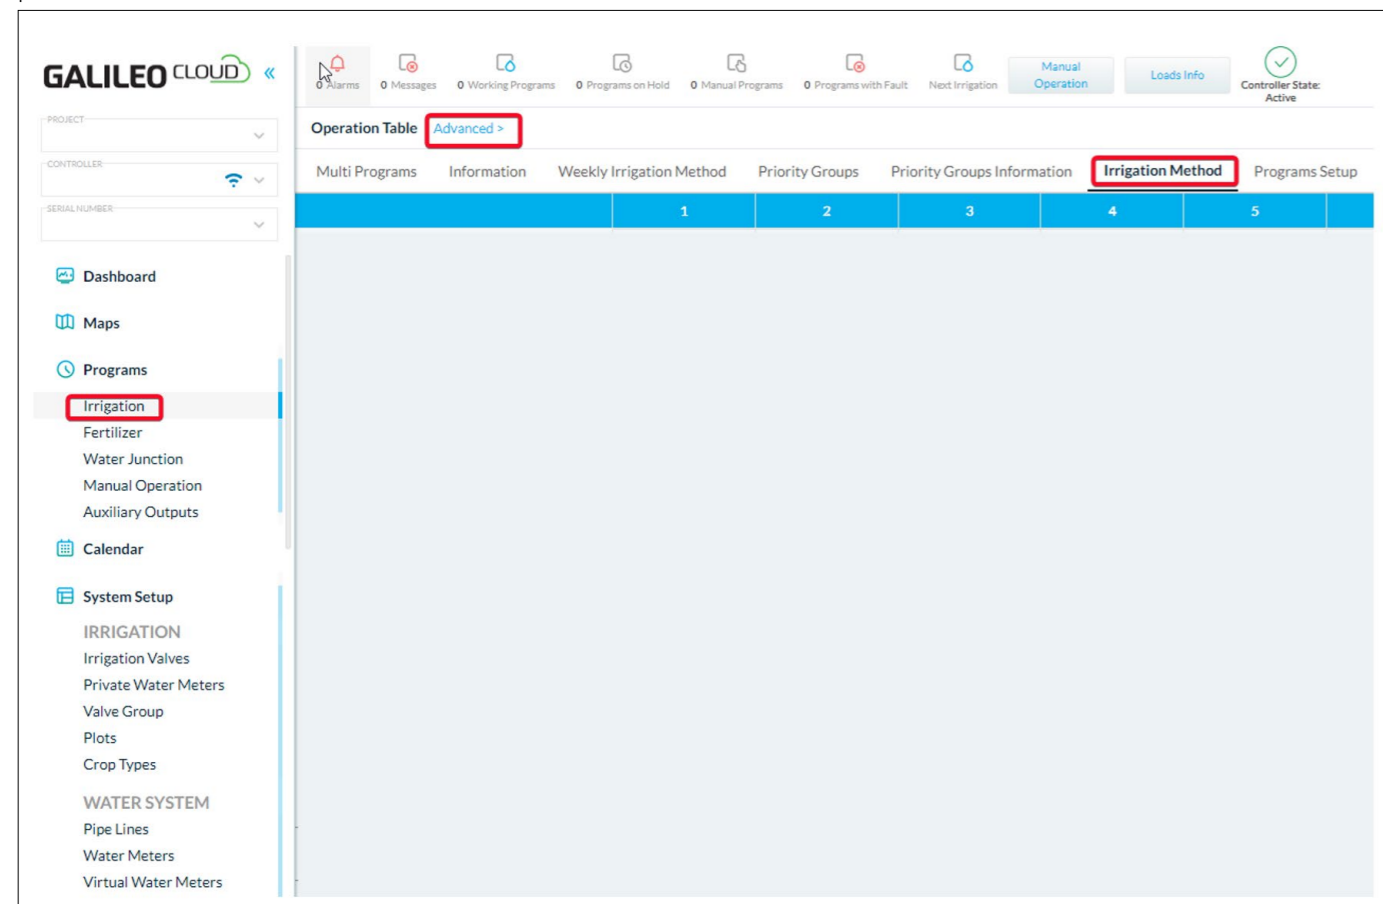 GALILEO CLOUD «
0 Alarms 0 Messages 0 Working Programs 0 Programs on Hold 0 Manual Programs 0 Programs with Fault Next Irrigation Manual Operation Loads Info Controller State: Active
PROJECT
CONTROLLER
SERIAL NUMBER
Operation Table Advanced >
Multi Programs Information Weekly Irrigation Method Priority Groups Priority Groups Information Irrigation Method Programs Setup
1 2 3 4 5
Dashboard
Maps
Programs
Irrigation
Fertilizer
Water Junction
Manual Operation
Auxiliary Outputs
Calendar
System Setup
IRRIGATION
Irrigation Valves
Private Water Meters
Valve Group
Plots
Crop Types
WATER SYSTEM
Pipe Lines
Water Meters
Virtual Water Meters